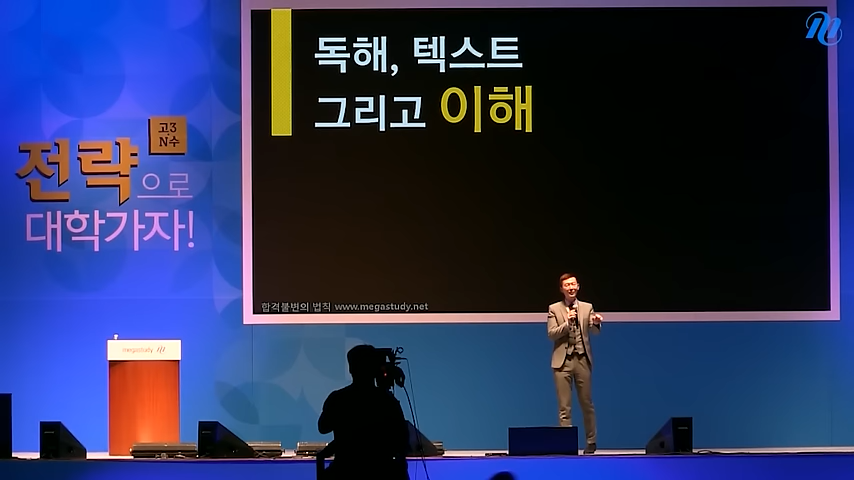 독해, 텍스트
그리고 이해
고3
N수
전략으로
대학가자!
합격불변의 법칙 www.megastudy.net
megastudy